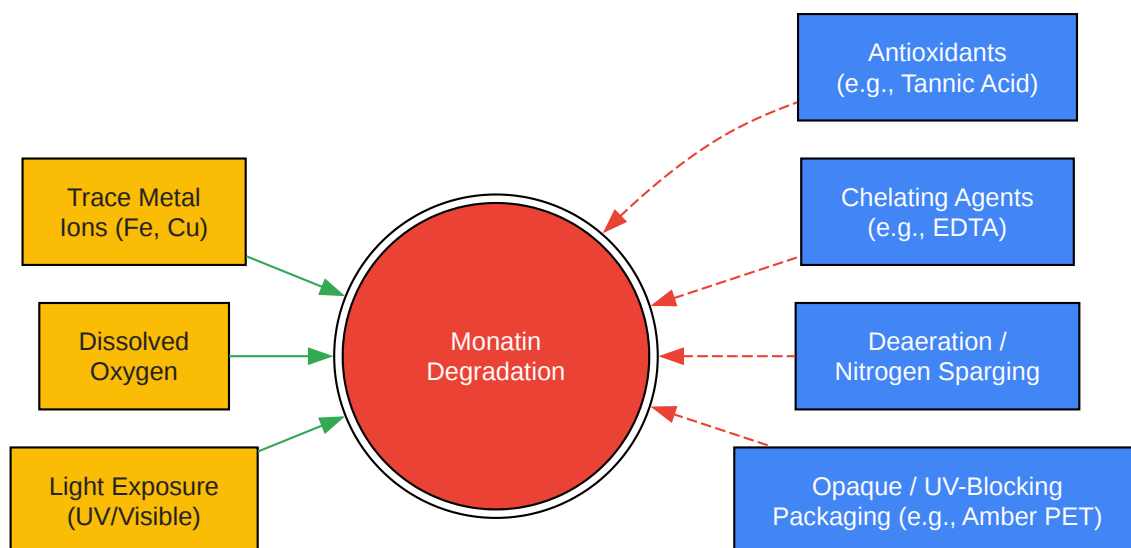 Antioxidants
(e.g., Tannic Acid)
Trace Metal
Ions (Fe, Cu)
Chelating Agents
(e.g., EDTA)
Dissolved
Oxygen
Monatin
Degradation
Deaeration /
Nitrogen Sparging
Light Exposure
(UV/Visible)
Opaque / UV-Blocking
Packaging (e.g., Amber PET)